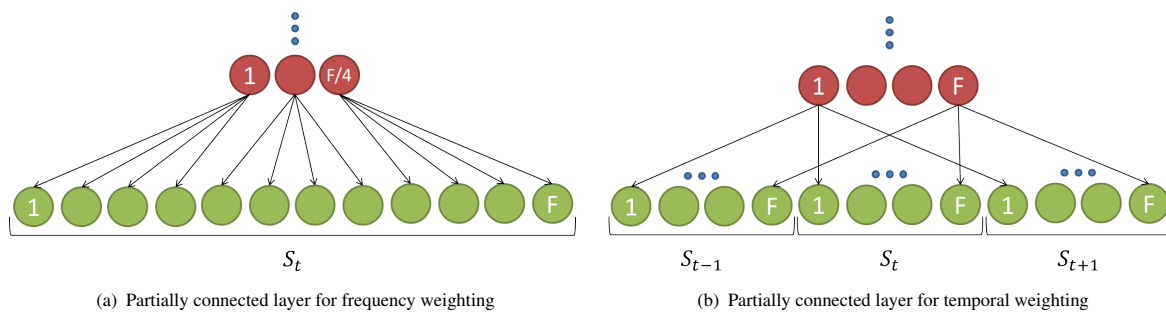 1 F/4
1 F
S_t
(a) Partially connected layer for frequency weighting
1 F
1 F 1 F 1 F
S_{t-1} S_t S_{t+1}
(b) Partially connected layer for temporal weighting